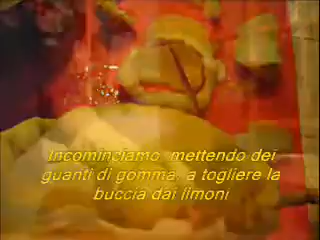 Incominciamo mettendo dei
guanti di gomma, a togliere la
buccia dai limoni